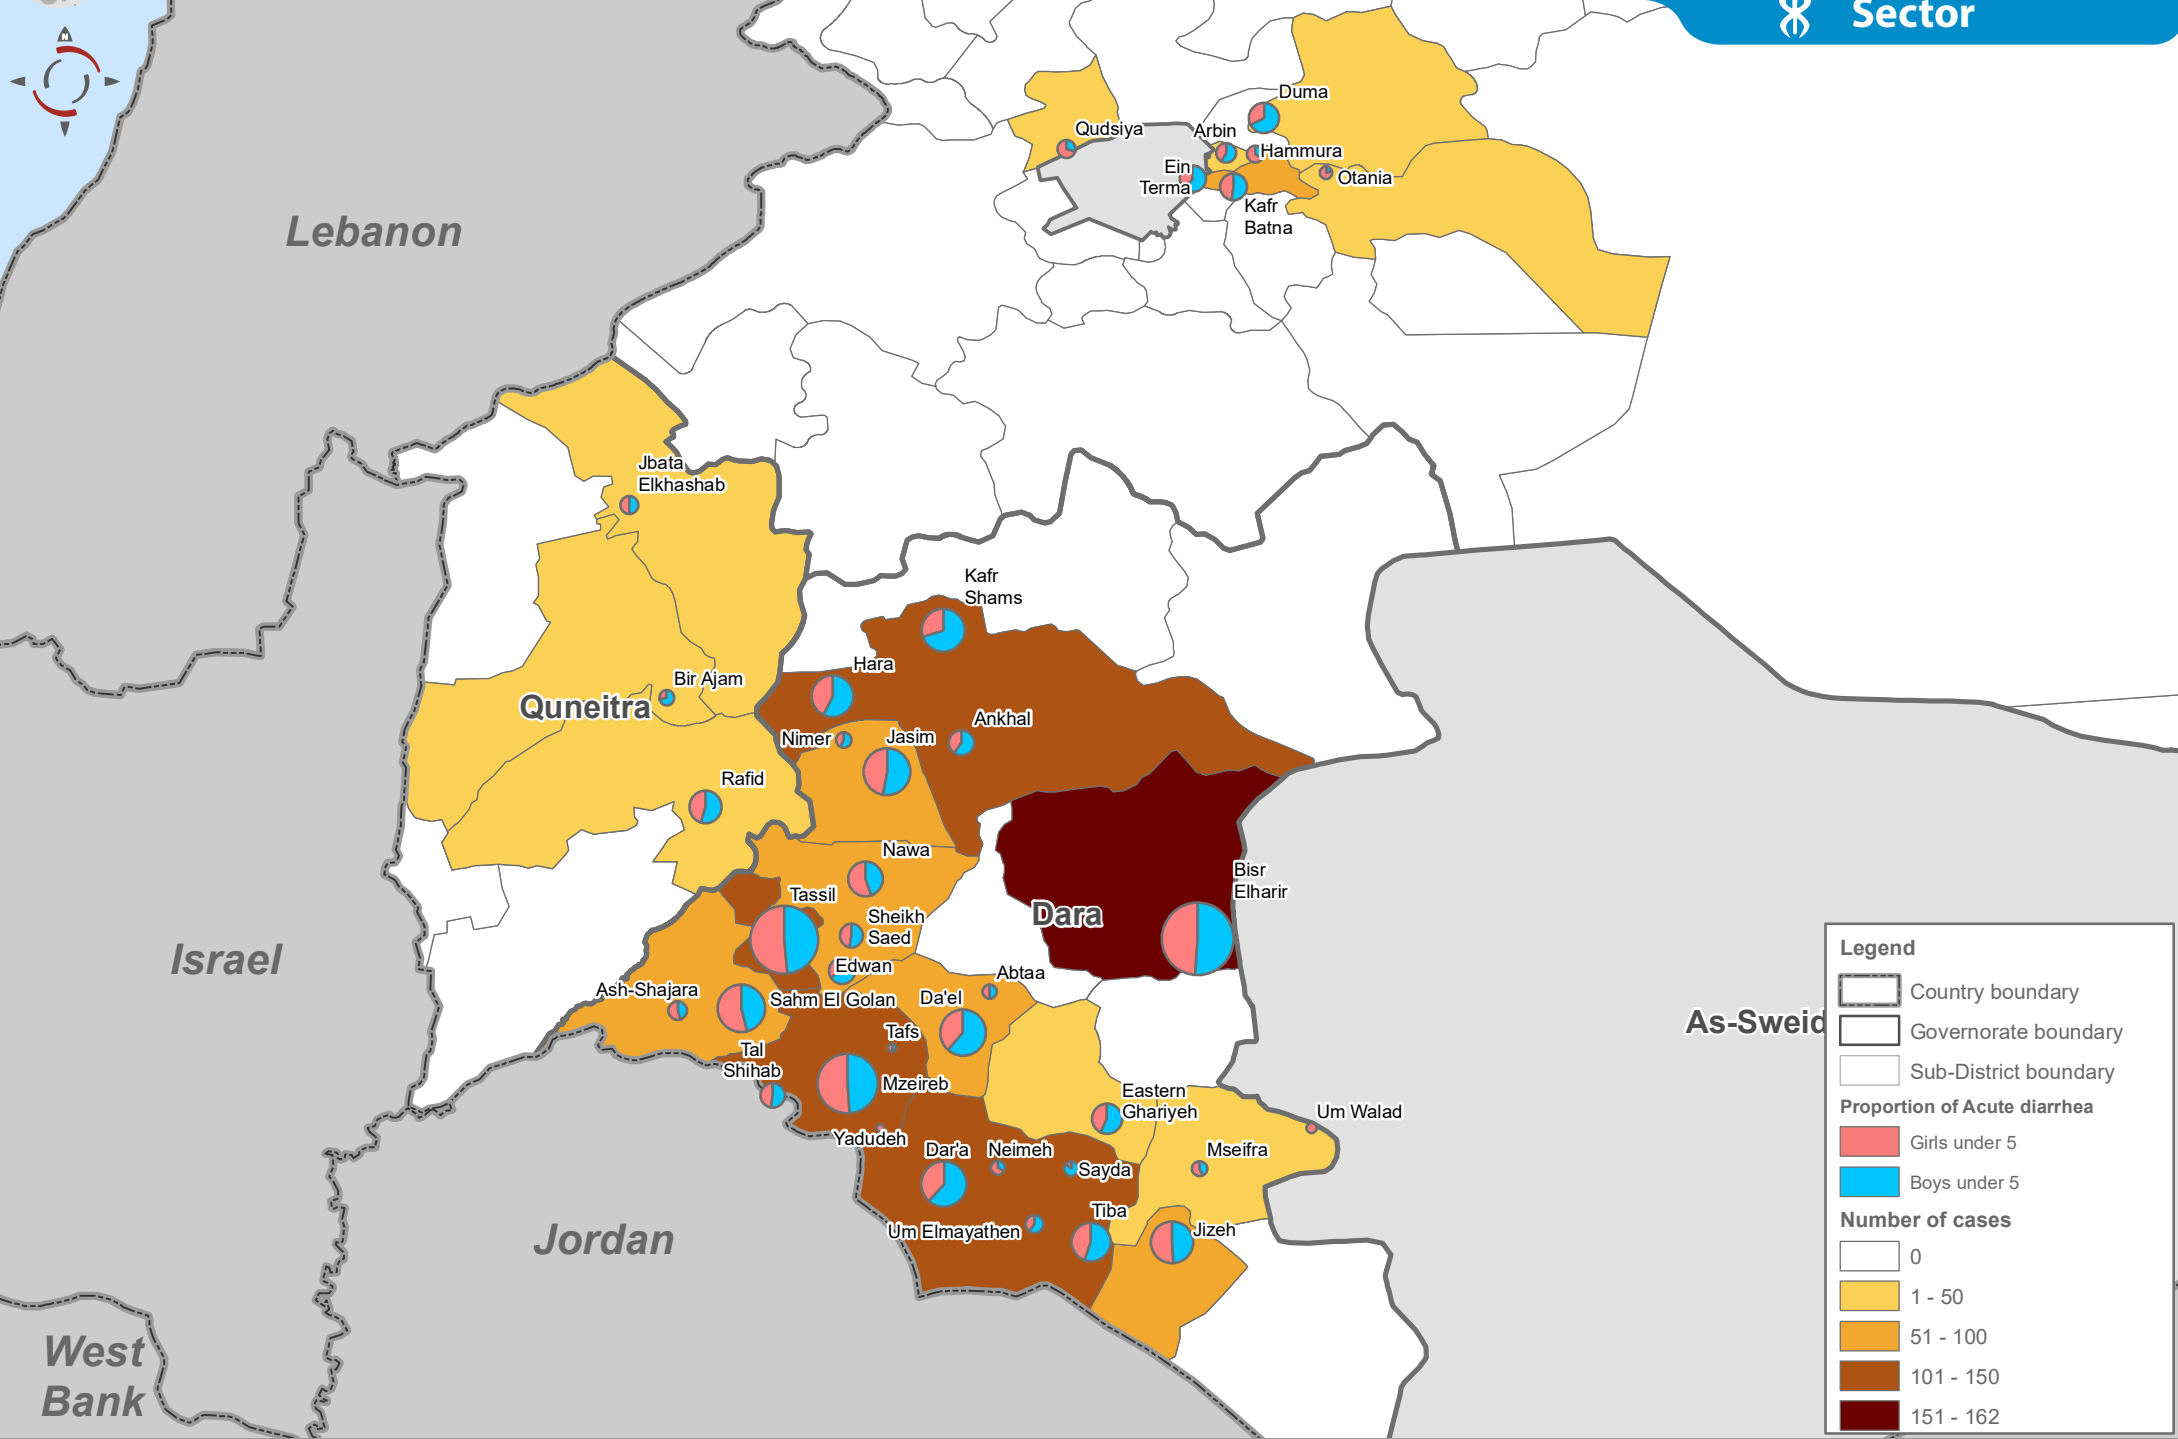 Sector
N
Duma
Qudsiya
Arbin
Hammura
Ein
Terma
Otania
Kafr
Batna
Lebanon
Jbata
Elkhashab
Kafr
Shams
Hara
Bir Ajam
Quneitra
Ankhal
Nimer
Jasim
Rafid
Nawa
Bisr
Elharir
Tassil
Dara
Sheikh
Saed
Israel
Edwan
Abtaa
Ash-Shajara
Sahm El Golan
Da'el
As-Sweid
Tafs
Tal
Shihab
Mzeireb
Eastern
Ghariyeh
Um Walad
Yadudeh
Dar'a
Neimeh
Mseifra
Sayda
Tiba
Um Elmayathen
Jizeh
Jordan
West
Bank
Legend
Country boundary
Governorate boundary
Sub-District boundary
Proportion of Acute diarrhea
Girls under 5
Boys under 5
Number of cases
0
1 - 50
51 - 100
101 - 150
151 - 162